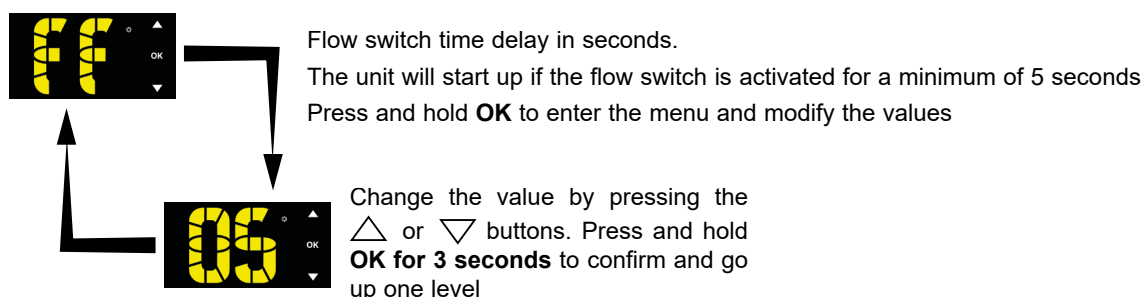 FF
OK
Flow switch time delay in seconds.
The unit will start up if the flow switch is activated for a minimum of 5 seconds
Press and hold OK to enter the menu and modify the values
05
OK
Change the value by pressing the
△ or ▽ buttons. Press and hold
OK for 3 seconds to confirm and go
up one level